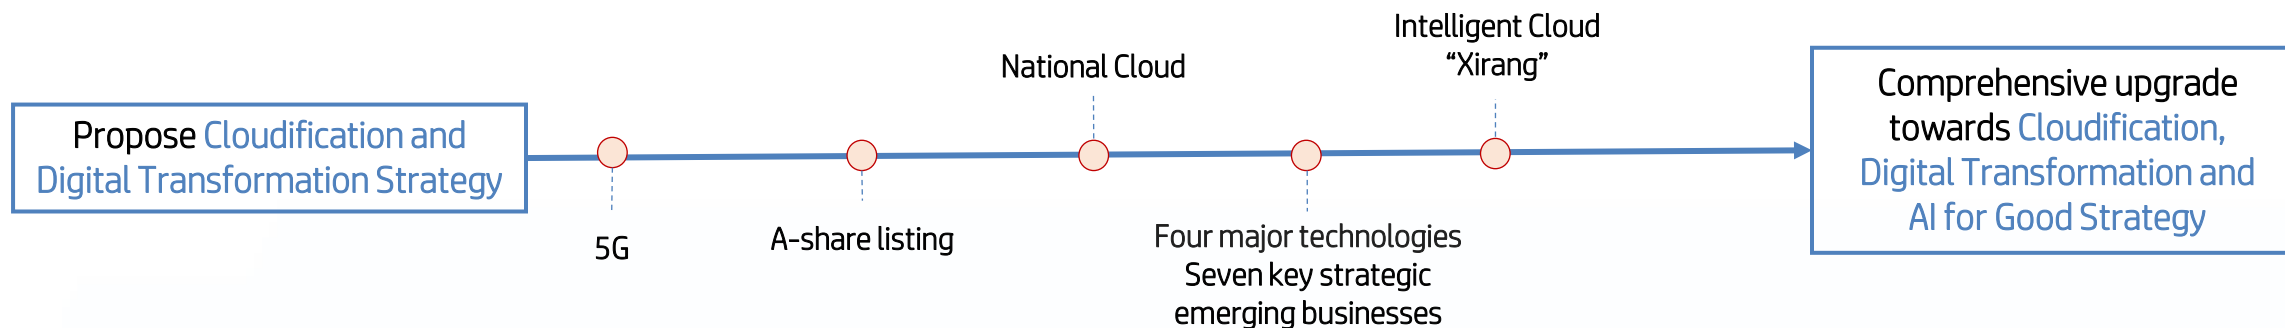 Propose Cloudification and
Digital Transformation Strategy
5G
A-share listing
National Cloud
Four major technologies
Seven key strategic
emerging businesses
Intelligent Cloud
“Xirang”
Comprehensive upgrade
towards Cloudification,
Digital Transformation and
AI for Good Strategy